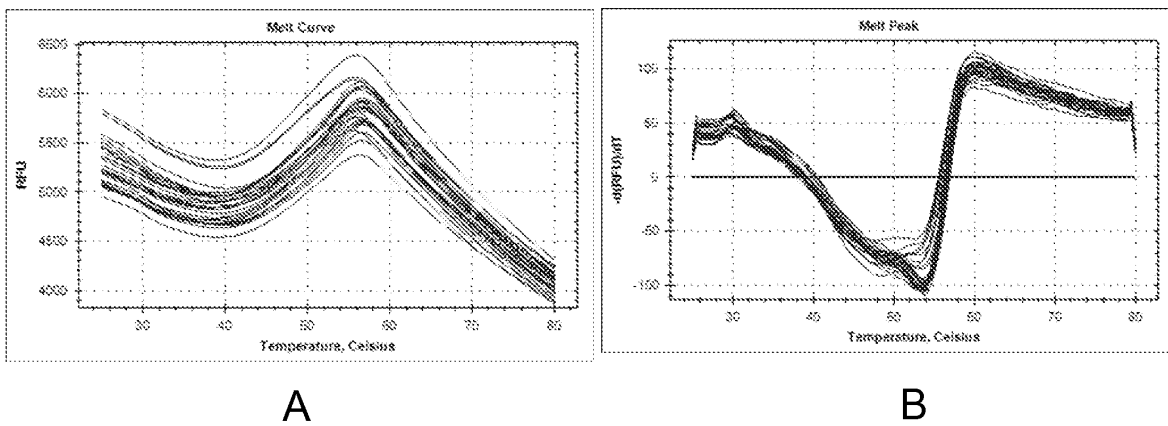 Melt Curve
6500
6000
5500
5000
4500
4000
RFU
30 40 50 60 70 80
Temperature, Celsius
A
Melt Peak
100
50
0
-50
-100
-d(RFU)/dT
30 40 50 60 70 80
Temperature, Celsius
B